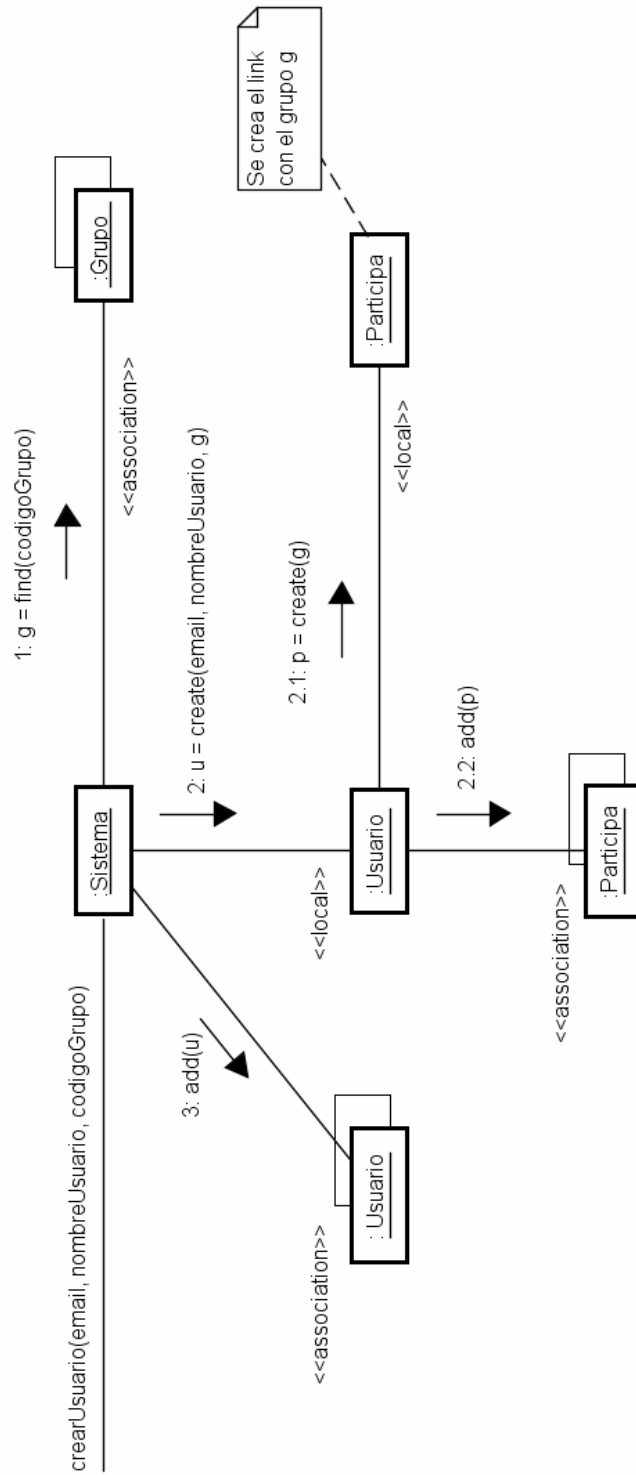 crearUsuario(email, nombreUsuario, codigoGrupo)
1: g = find(codigoGrupo)
:Sistema
:Grupo
<<association>>
3: add(u)
2: u = create(email, nombreUsuario, g)
<<local>>
<<association>>
: Usuario
:Usuario
2.1: p = create(g)
:Participa
<<local>>
Se crea el link
con el grupo g
2.2: add(p)
<<association>>
:Participa